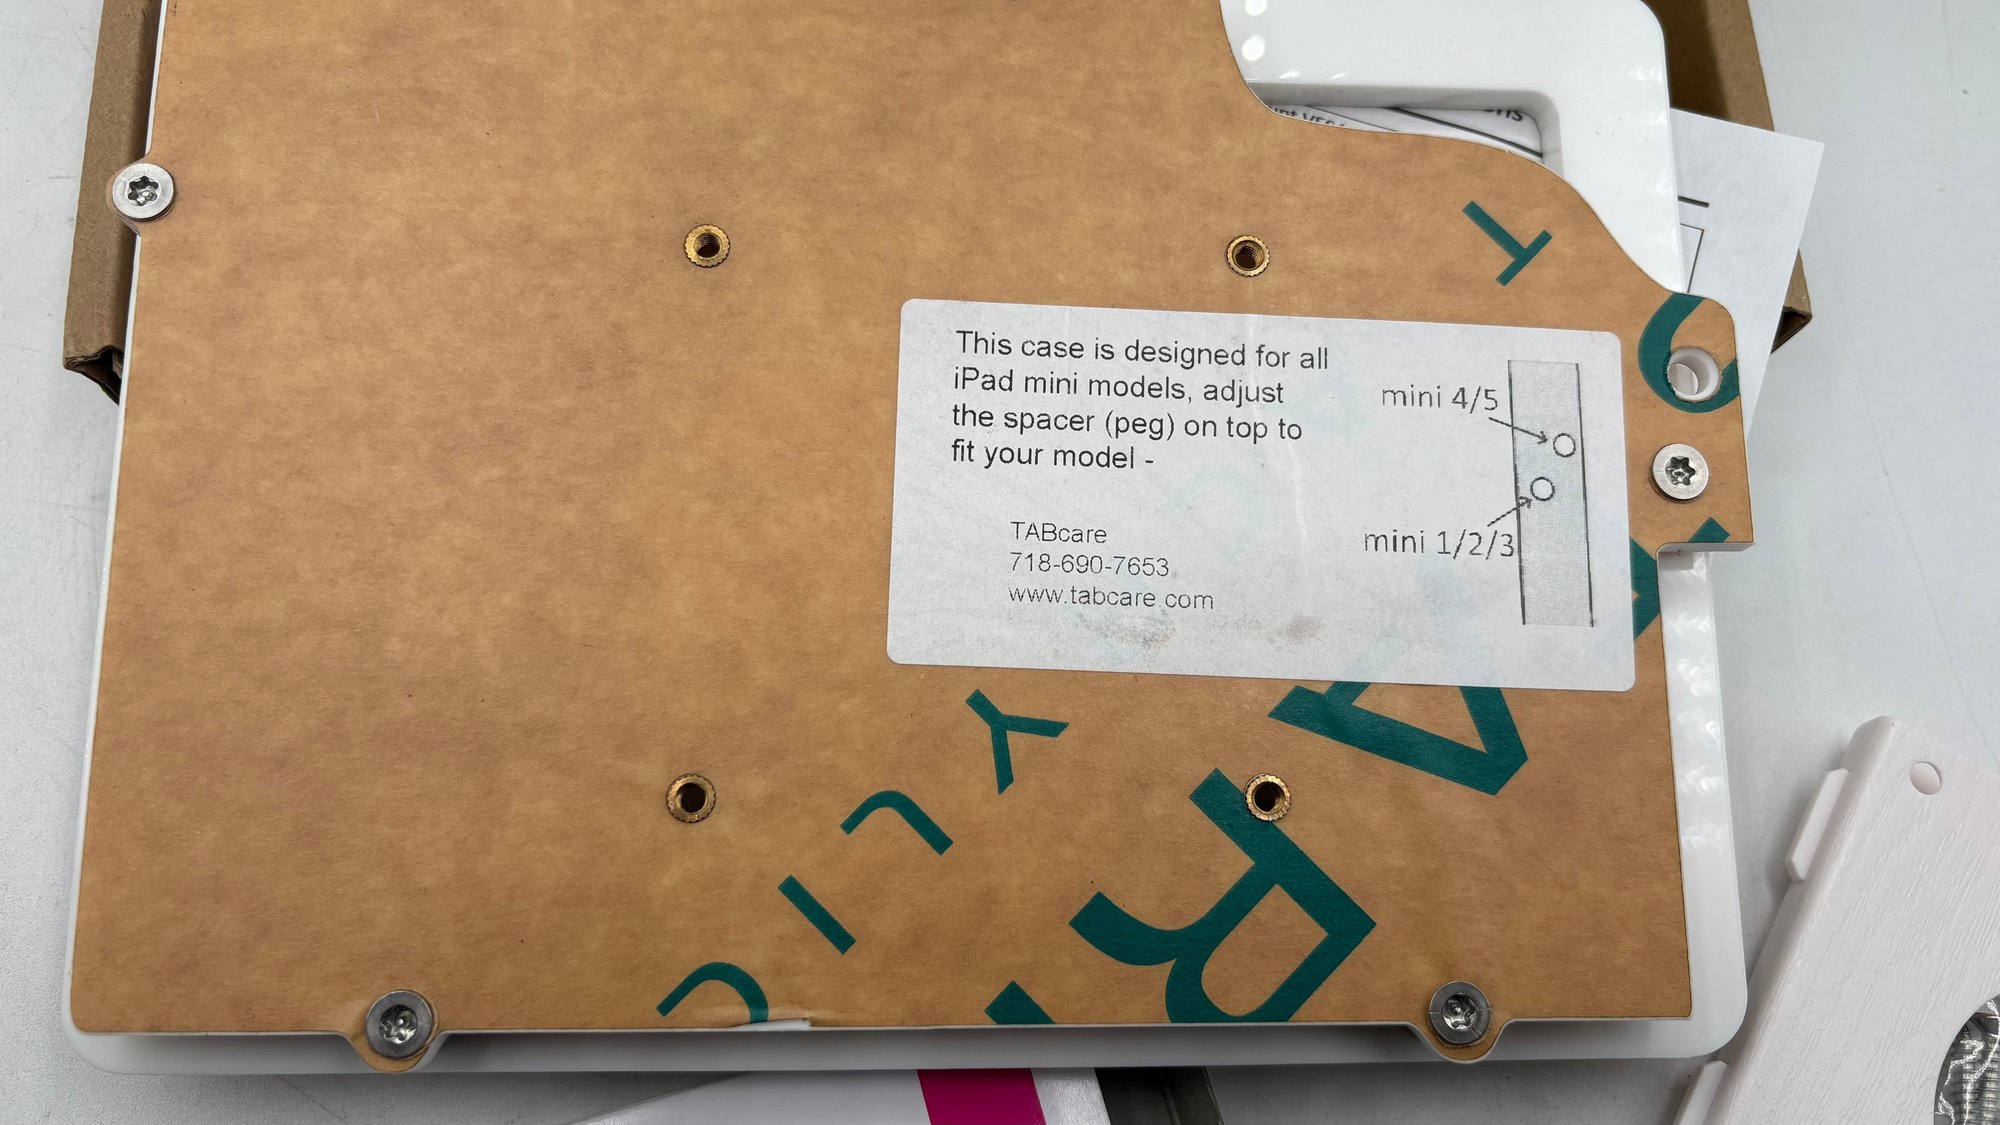 This case is designed for all
iPad mini models, adjust
the spacer (peg) on top to
fit your model -
mini 4/5
mini 1/2/3
TABcare
718-690-7653
www.tabcare.com